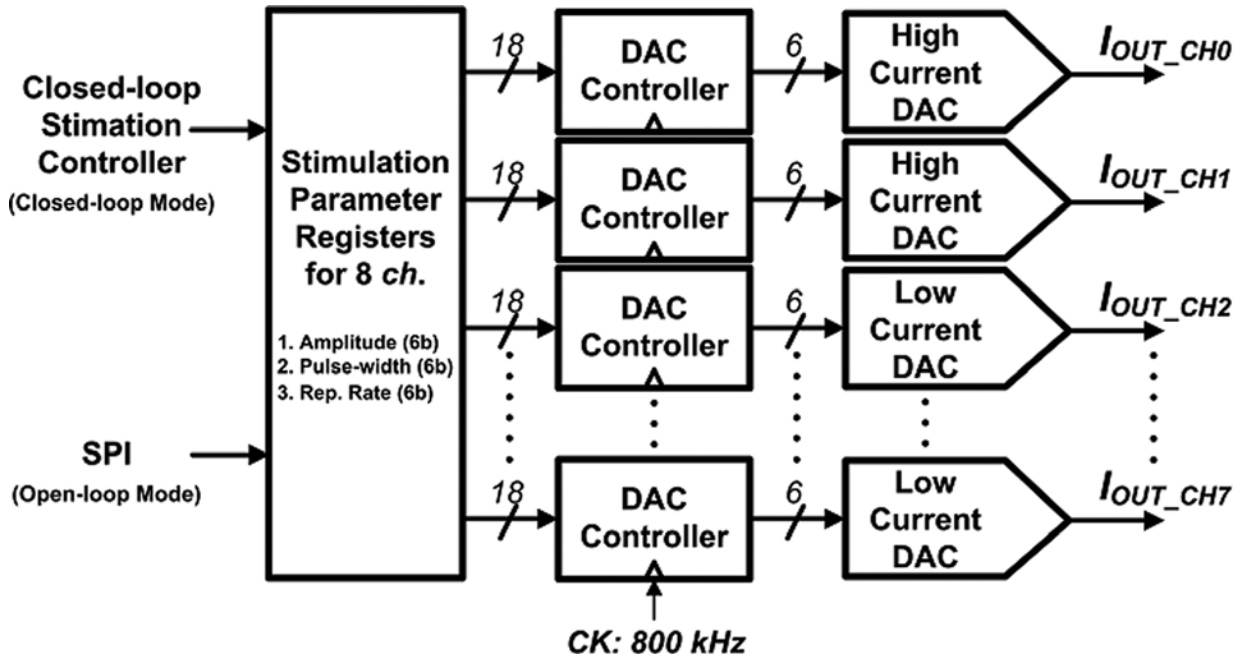 Closed-loop
Stimation
Controller
(Closed-loop Mode)
SPI
(Open-loop Mode)
Stimulation
Parameter
Registers
for 8 ch.
1. Amplitude (6b)
2. Pulse-width (6b)
3. Rep. Rate (6b)
18
DAC
Controller
6
High
Current
DAC
IOUT_CH0
18
DAC
Controller
6
High
Current
DAC
IOUT_CH1
18
DAC
Controller
6
Low
Current
DAC
IOUT_CH2
18
DAC
Controller
6
Low
Current
DAC
IOUT_CH7
CK: 800 kHz